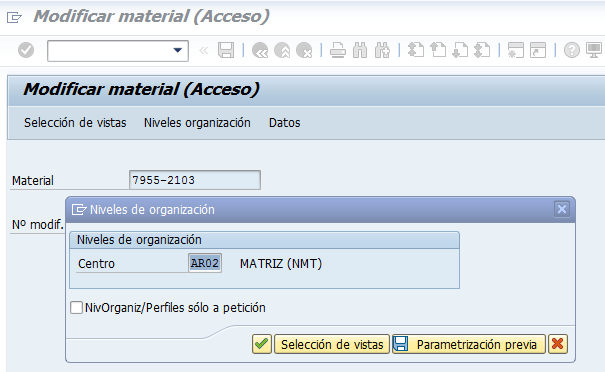 Modificar material (Acceso)
Modificar material (Acceso)
Selección de vistas Niveles organización Datos
Material 7955-2103
Nº modif.
Niveles de organización
Niveles de organización
Centro AR02 MATRIZ (NMT)
NivOrganiz/Perfiles sólo a petición
Selección de vistas Parametrización previa